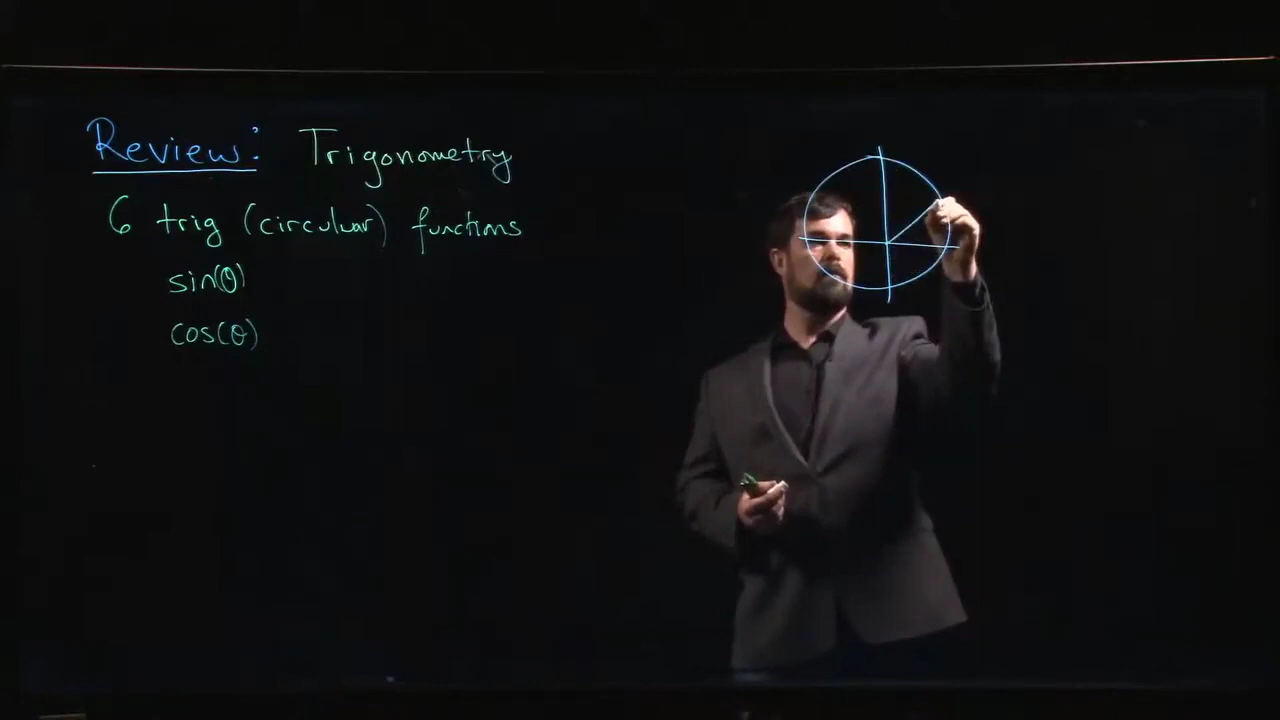 Review: Trigonometry
6 trig (circular) functions
sin(θ)
cos(θ)